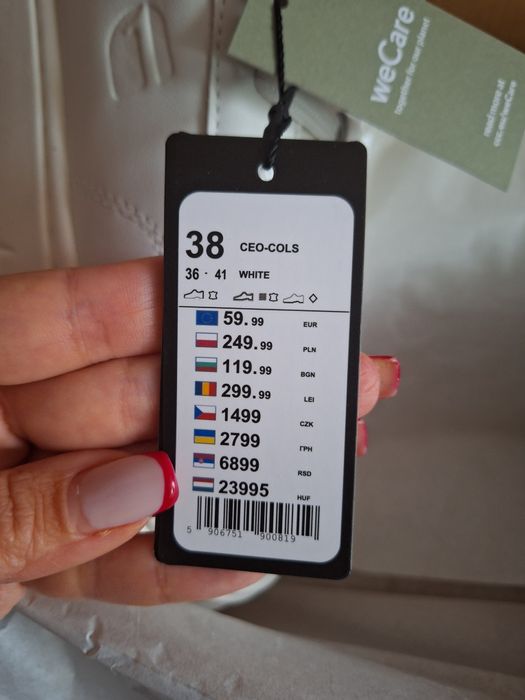 weCare
together for our planet
read more at
ccc.eu/weCare
38 CEO-COLS
36 - 41 WHITE
59.99 EUR
249.99 PLN
119.99 BGN
299.99 LEI
1499 CZK
2799 ГРН
6899 RSD
23995 HUF
5 906751 900819